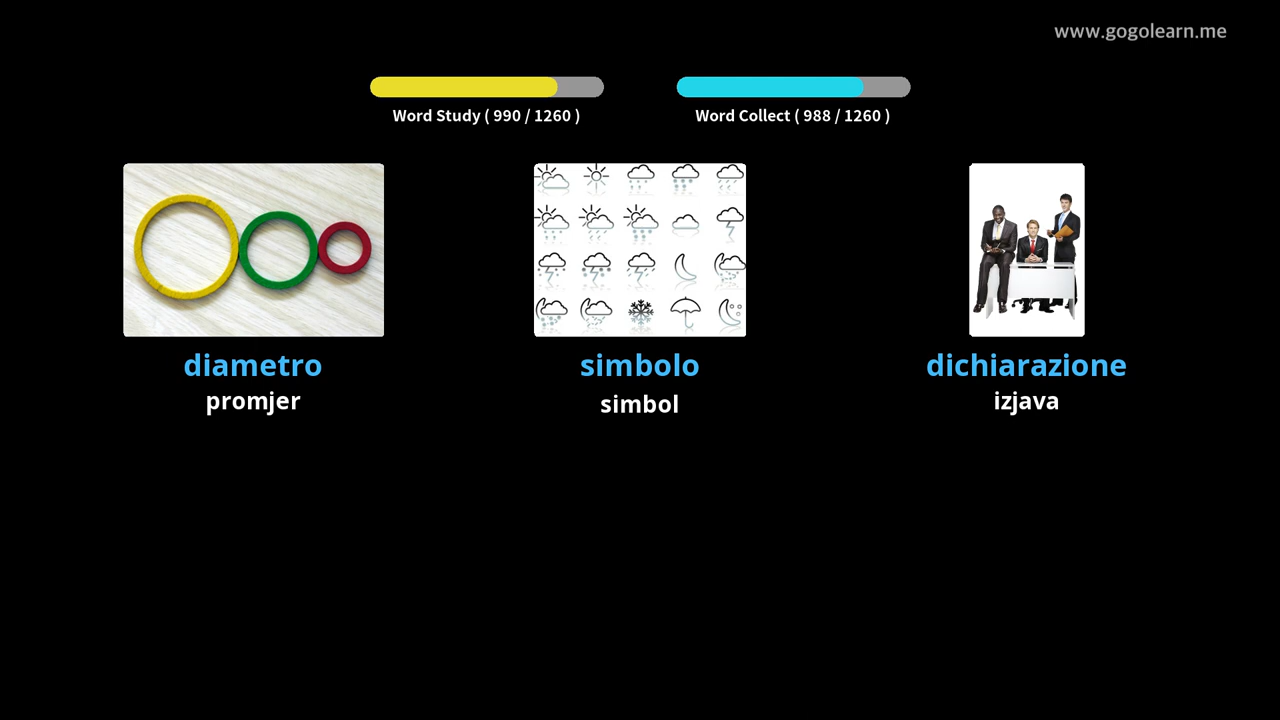 www.gogolearn.me
Word Study ( 990 / 1260 )
Word Collect ( 988 / 1260 )
diametro
promjer
simbolo
simbol
dichiarazione
izjava